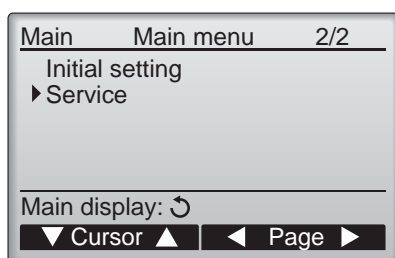 Main Main menu 2/2
Initial setting
Service
Main display:
Cursor Page